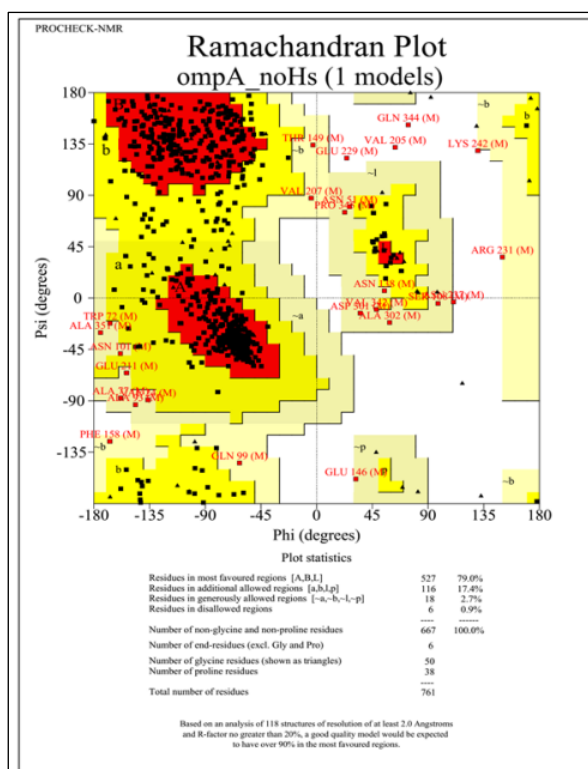 PROCHECK-NMR
Ramachandran Plot
ompA_noHs (1 models)
Psi (degrees)
180
135
90
45
0
-45
-90
-135
-180
b
~b
~b
b
b
~l
a
~a
~b
b
~p
~b
GLN 344 (M)
THR 149 (M)
VAL 205 (M)
GLU 229 (M)
LYS 242 (M)
VAL 207 (M)
ASN 51 (M)
ARG 231 (M)
ALA 302 (M)
TRP 22 (M)
ASN 101 (M)
GLU 211 (M)
PHE 158 (M)
GLN 99 (M)
GLU 146 (M)
-180 -135 -90 -45 0 45 90 135 180
Phi (degrees)
Plot statistics
Residues in most favoured regions [A,B,L] 527 79.0%
Residues in additional allowed regions [a,b,l,p] 116 17.4%
Residues in generously allowed regions [~a,~b,~l,~p] 18 2.7%
Residues in disallowed regions 6 0.9%
---- ------
Number of non-glycine and non-proline residues 667 100.0%
Number of end-residues (excl. Gly and Pro) 6
Number of glycine residues (shown as triangles) 50
Number of proline residues 38
----
Total number of residues 761
Based on an analysis of 118 structures of resolution of at least 2.0 Angstroms
and R-factor no greater than 20%, a good quality model would be expected
to have over 90% in the most favoured regions.